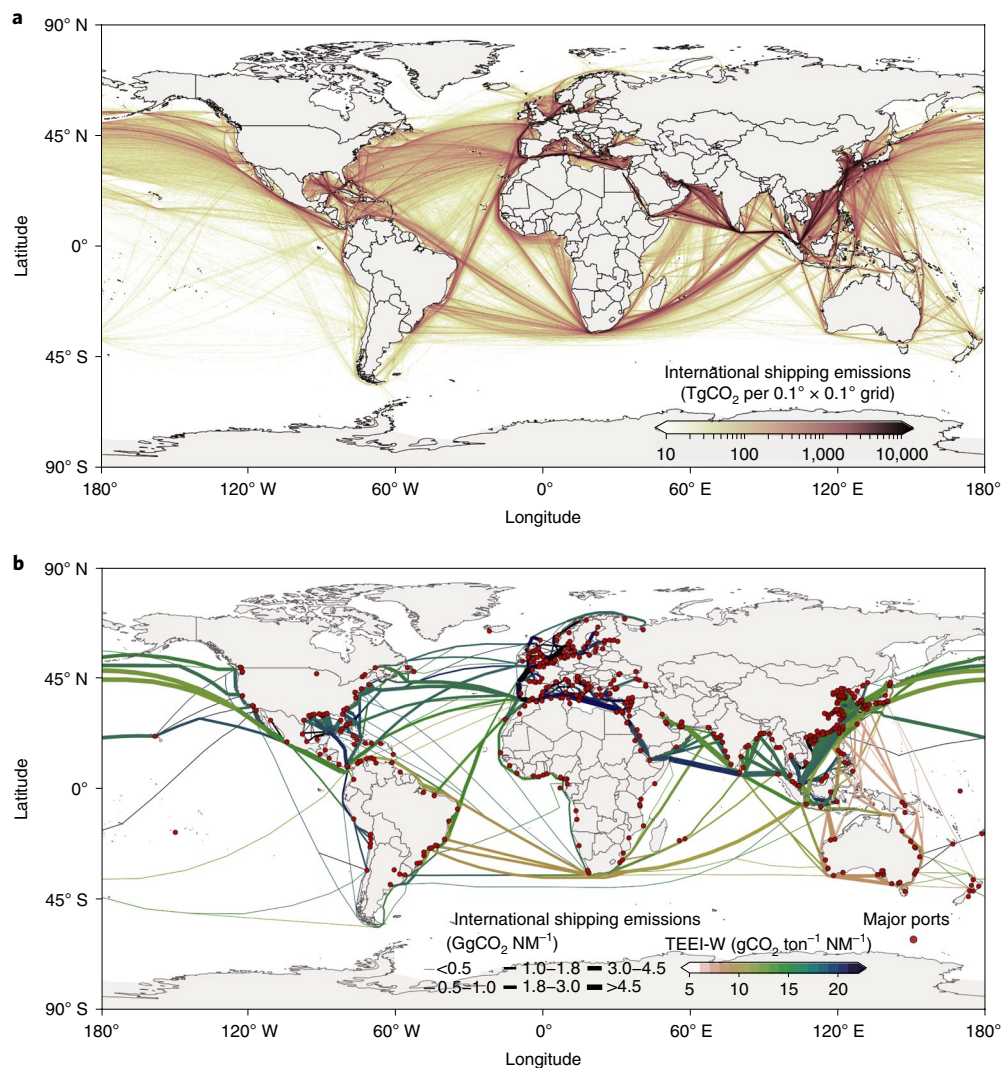 a
90° N
45° N
0°
45° S
90° S
Latitude
180°
120° W
60° W
0°
60° E
120° E
180°
Longitude
International shipping emissions
(TgCO₂ per 0.1° × 0.1° grid)
10
100
1,000
10,000
b
90° N
45° N
0°
45° S
90° S
Latitude
180°
120° W
60° W
0°
60° E
120° E
180°
Longitude
International shipping emissions
(GgCO₂ NM⁻¹)
<0.5
1.0–1.8
3.0–4.5
0.5–1.0
1.8–3.0
>4.5
Major ports
TEEI-W (gCO₂ ton⁻¹ NM⁻¹)
5
10
15
20